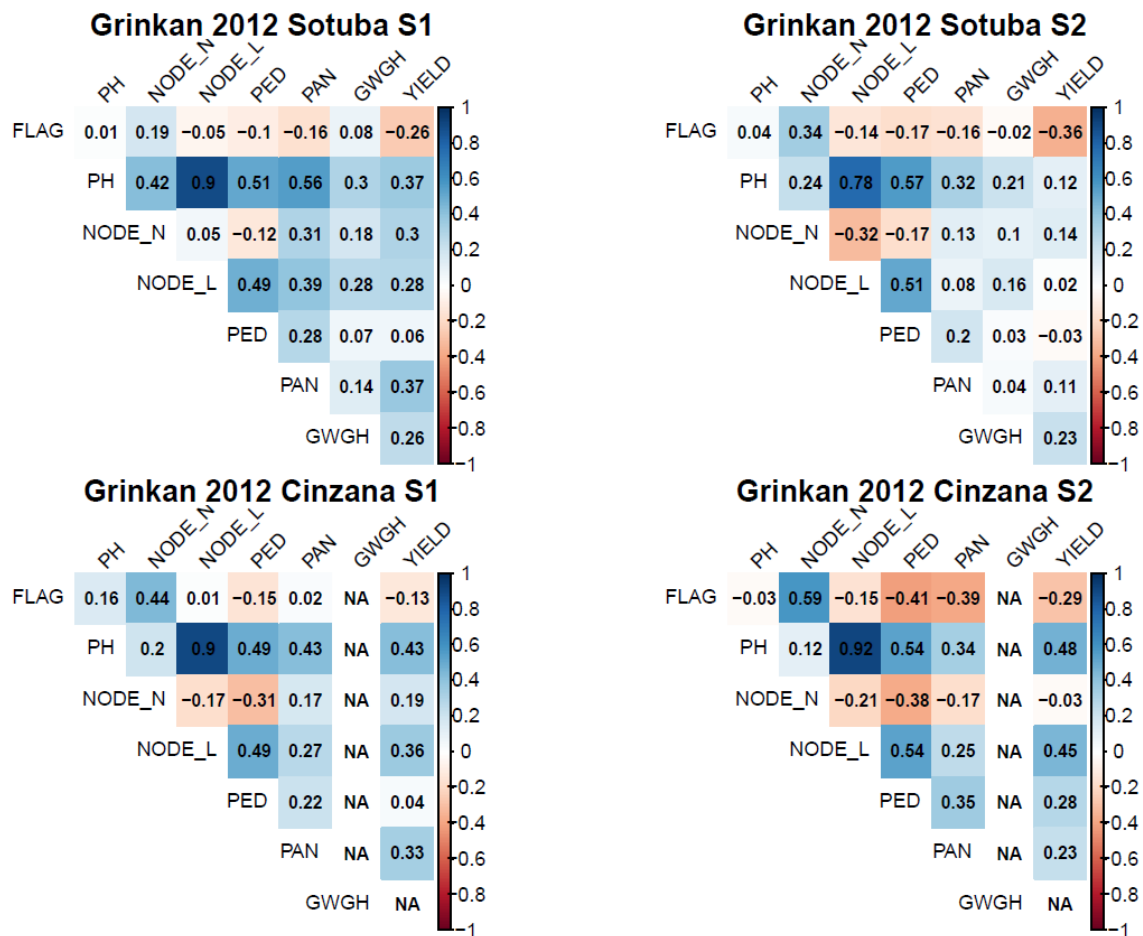 Grinkan 2012 Sotuba S1
PH NODE_N NODE_L PED PAN GWGH YIELD
FLAG 0.01 0.19 −0.05 −0.1 −0.16 0.08 −0.26
PH 0.42 0.9 0.51 0.56 0.3 0.37
NODE_N 0.05 −0.12 0.31 0.18 0.3
NODE_L 0.49 0.39 0.28 0.28
PED 0.28 0.07 0.06
PAN 0.14 0.37
GWGH 0.26
1
0.8
0.6
0.4
0.2
0
−0.2
−0.4
−0.6
−0.8
−1
Grinkan 2012 Sotuba S2
PH NODE_N NODE_L PED PAN GWGH YIELD
FLAG 0.04 0.34 −0.14 −0.17 −0.16 −0.02 −0.36
PH 0.24 0.78 0.57 0.32 0.21 0.12
NODE_N −0.32 −0.17 0.13 0.1 0.14
NODE_L 0.51 0.08 0.16 0.02
PED 0.2 0.03 −0.03
PAN 0.04 0.11
GWGH 0.23
1
0.8
0.6
0.4
0.2
0
−0.2
−0.4
−0.6
−0.8
−1
Grinkan 2012 Cinzana S1
PH NODE_N NODE_L PED PAN GWGH YIELD
FLAG 0.16 0.44 0.01 −0.15 0.02 NA −0.13
PH 0.2 0.9 0.49 0.43 NA 0.43
NODE_N −0.17 −0.31 0.17 NA 0.19
NODE_L 0.49 0.27 NA 0.36
PED 0.22 NA 0.04
PAN NA 0.33
GWGH NA
1
0.8
0.6
0.4
0.2
0
−0.2
−0.4
−0.6
−0.8
−1
Grinkan 2012 Cinzana S2
PH NODE_N NODE_L PED PAN GWGH YIELD
FLAG −0.03 0.59 −0.15 −0.41 −0.39 NA −0.29
PH 0.12 0.92 0.54 0.34 NA 0.48
NODE_N −0.21 −0.38 −0.17 NA −0.03
NODE_L 0.54 0.25 NA 0.45
PED 0.35 NA 0.28
PAN NA 0.23
GWGH NA
1
0.8
0.6
0.4
0.2
0
−0.2
−0.4
−0.6
−0.8
−1